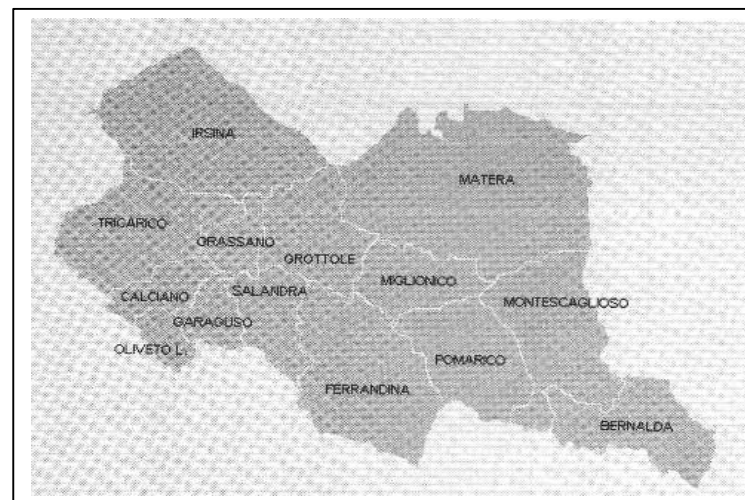 IRSINA
MATERA
TRICARICO
GRASSANO
GROTTOLE
MIGLIONICO
CALCIANO
SALANDRA
MONTESCAGLIOSO
GARAGUSO
OLIVETO L.
POMARICO
FERRANDINA
BERNALDA